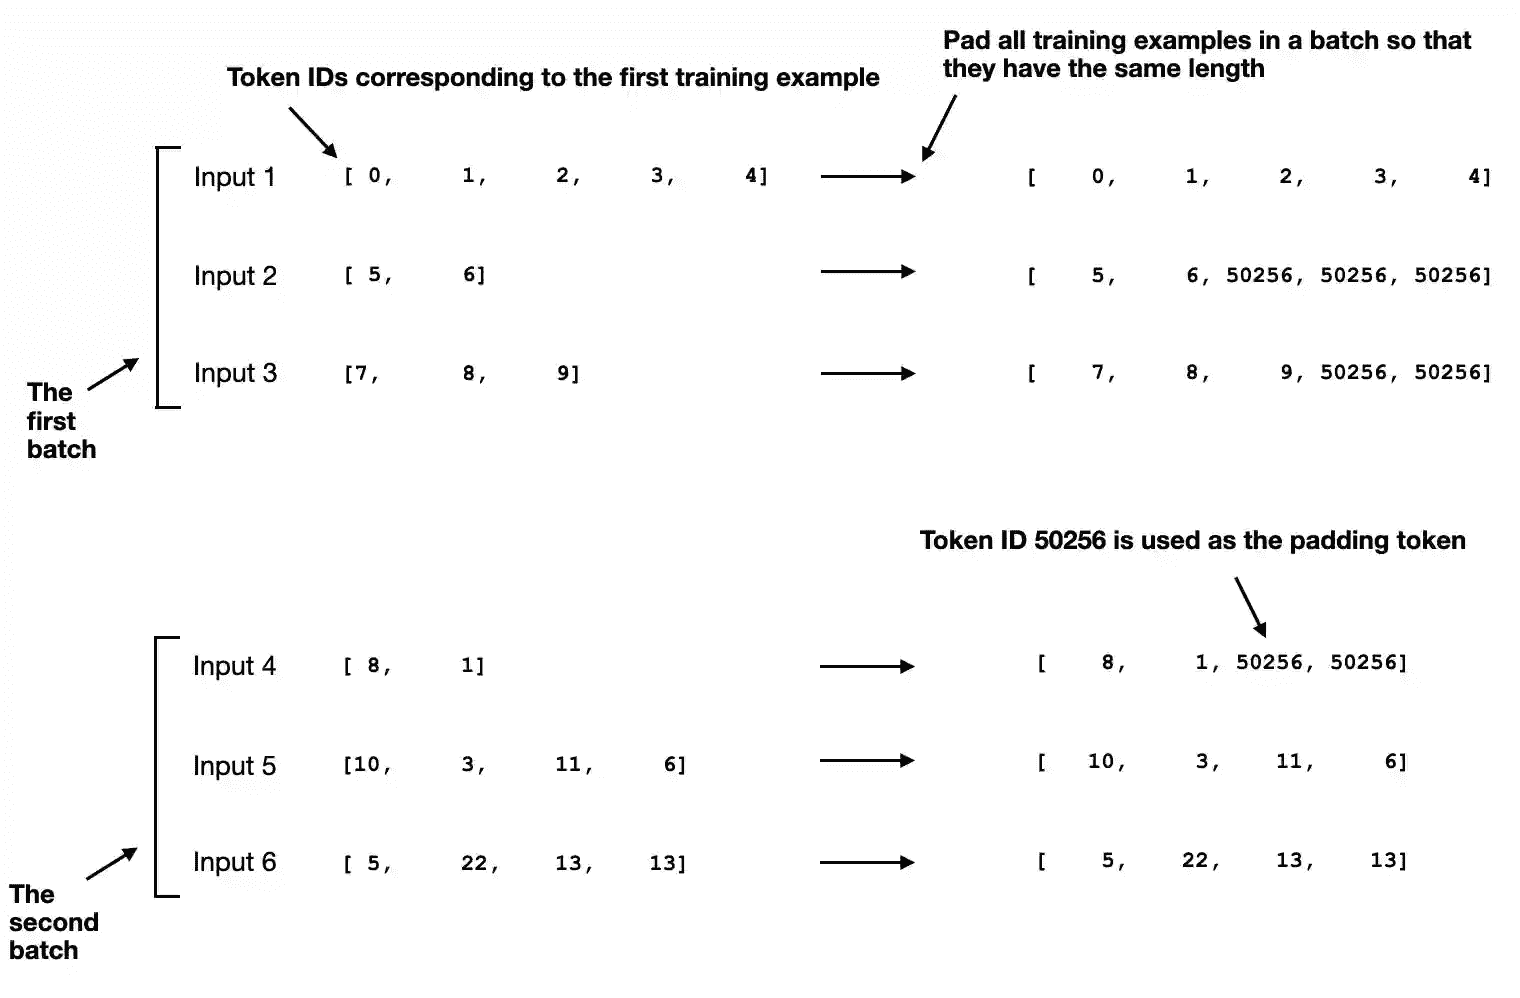 Pad all training examples in a batch so that
they have the same length
Token IDs corresponding to the first training example
Input 1 [ 0, 1, 2, 3, 4] [ 0, 1, 2, 3, 4]
Input 2 [ 5, 6] [ 5, 6, 50256, 50256, 50256]
Input 3 [7, 8, 9] [ 7, 8, 9, 50256, 50256]
The
first
batch
Token ID 50256 is used as the padding token
Input 4 [ 8, 1] [ 8, 1, 50256, 50256]
Input 5 [10, 3, 11, 6] [ 10, 3, 11, 6]
Input 6 [ 5, 22, 13, 13] [ 5, 22, 13, 13]
The
second
batch